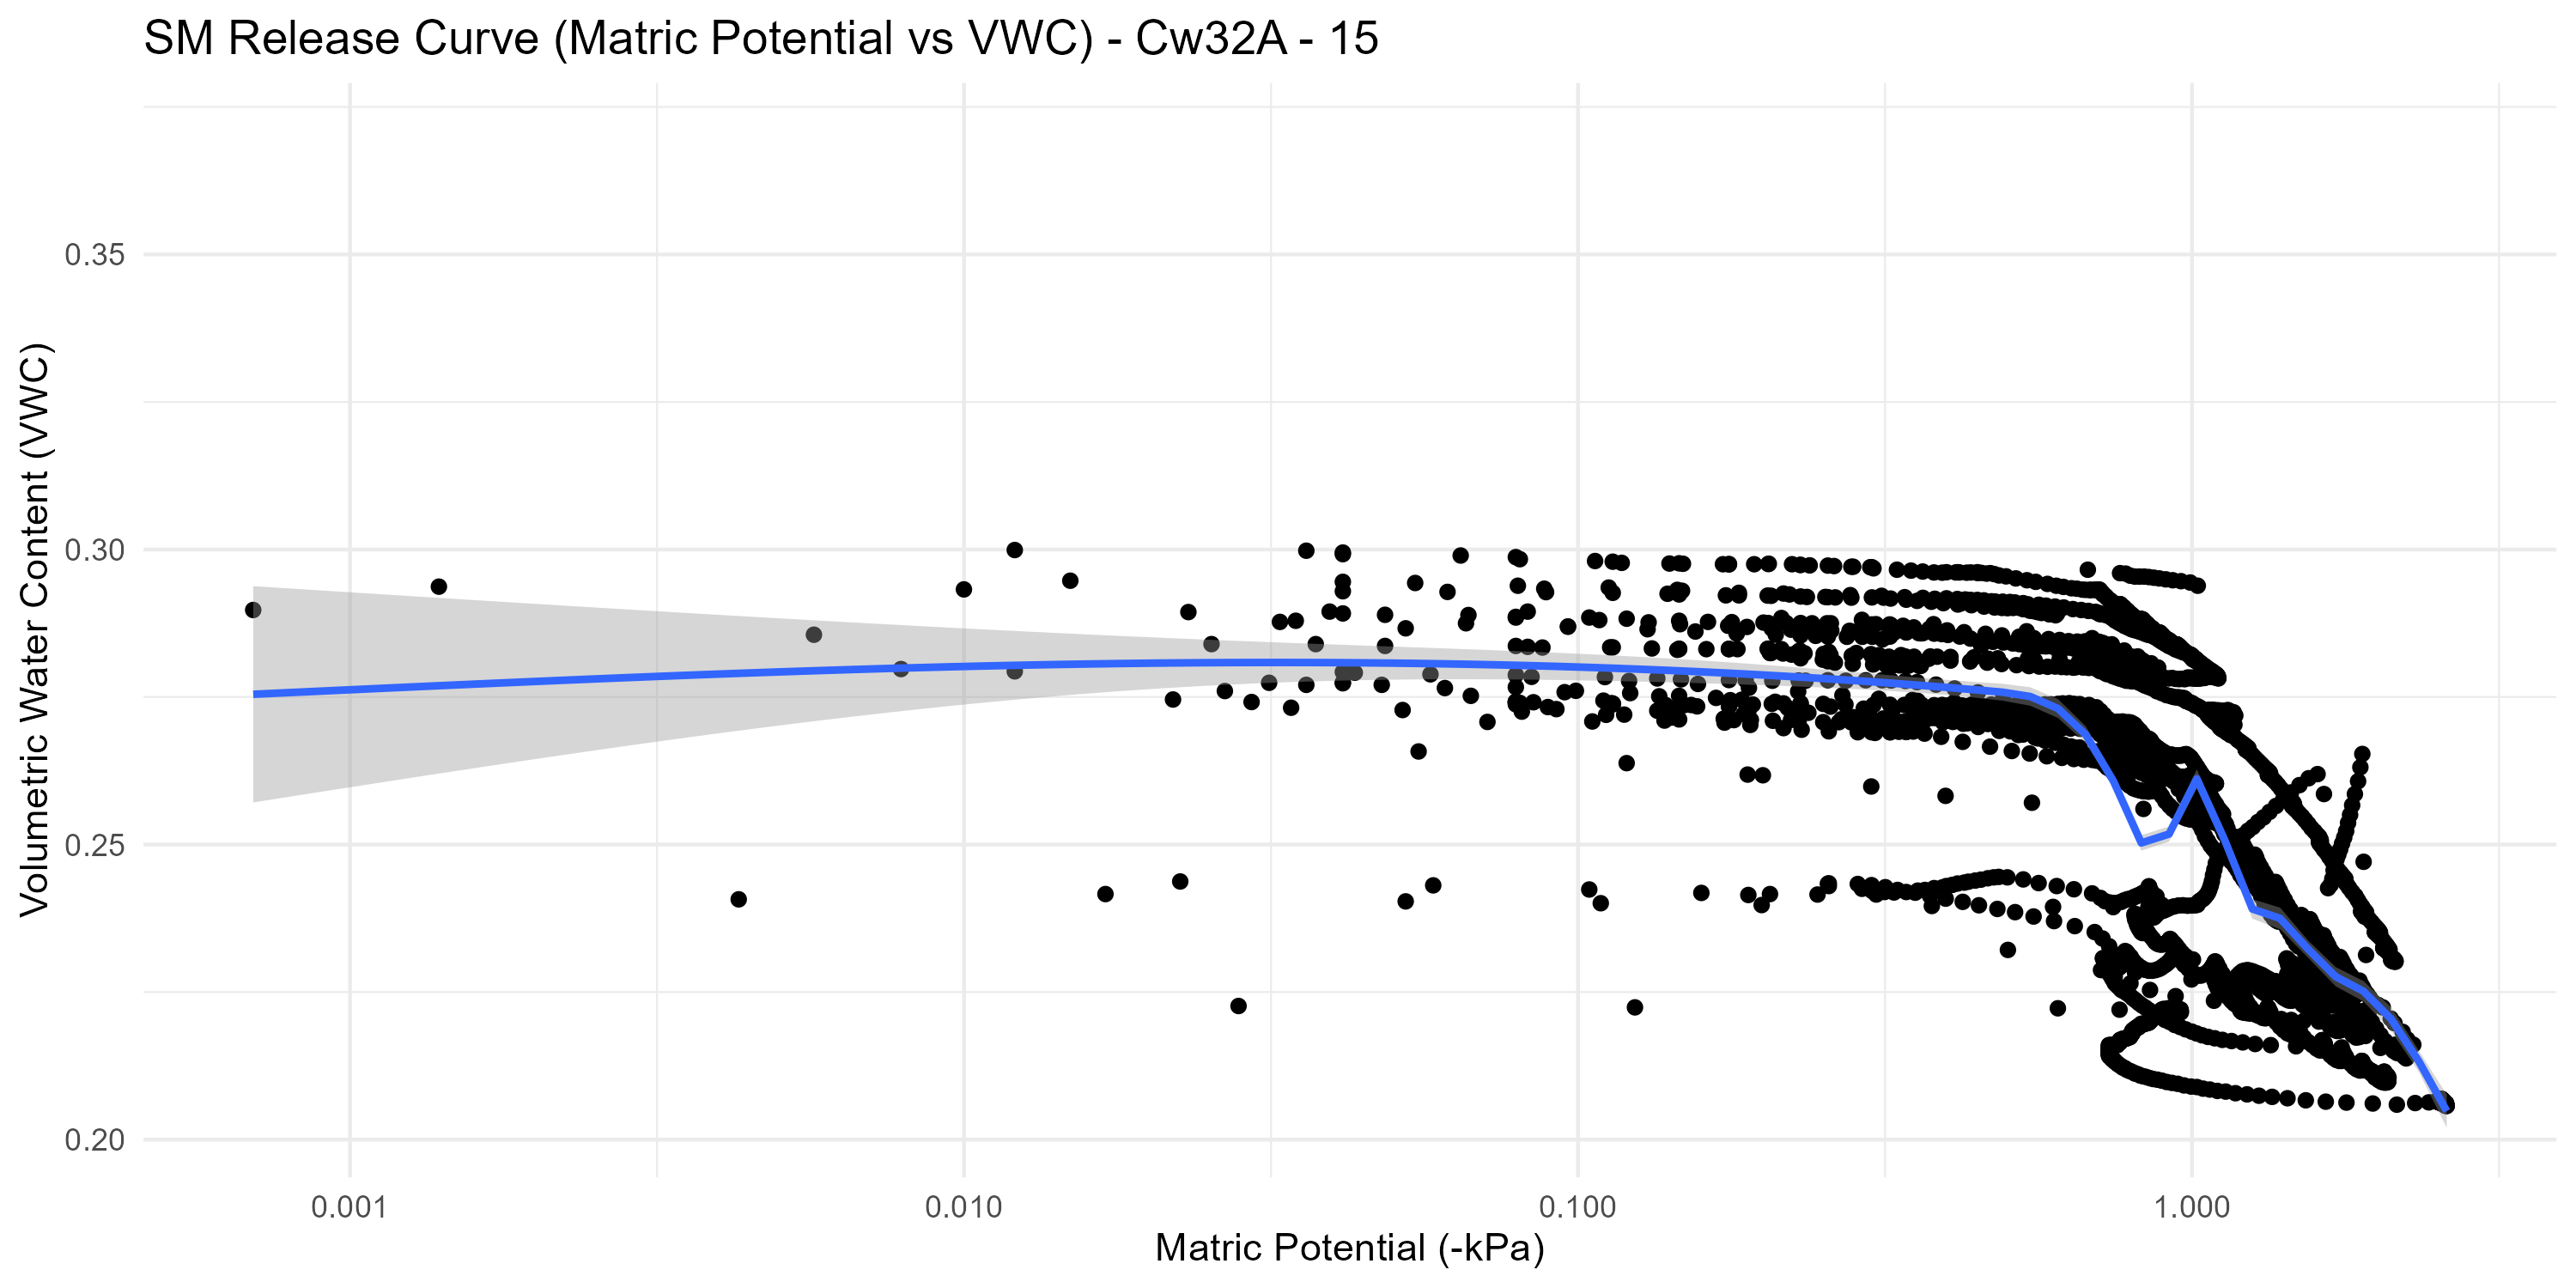 SM Release Curve (Matric Potential vs VWC) - Cw32A - 15
Volumetric Water Content (VWC)
0.35
0.30
0.25
0.20
0.001
0.010
0.100
1.000
Matric Potential (-kPa)